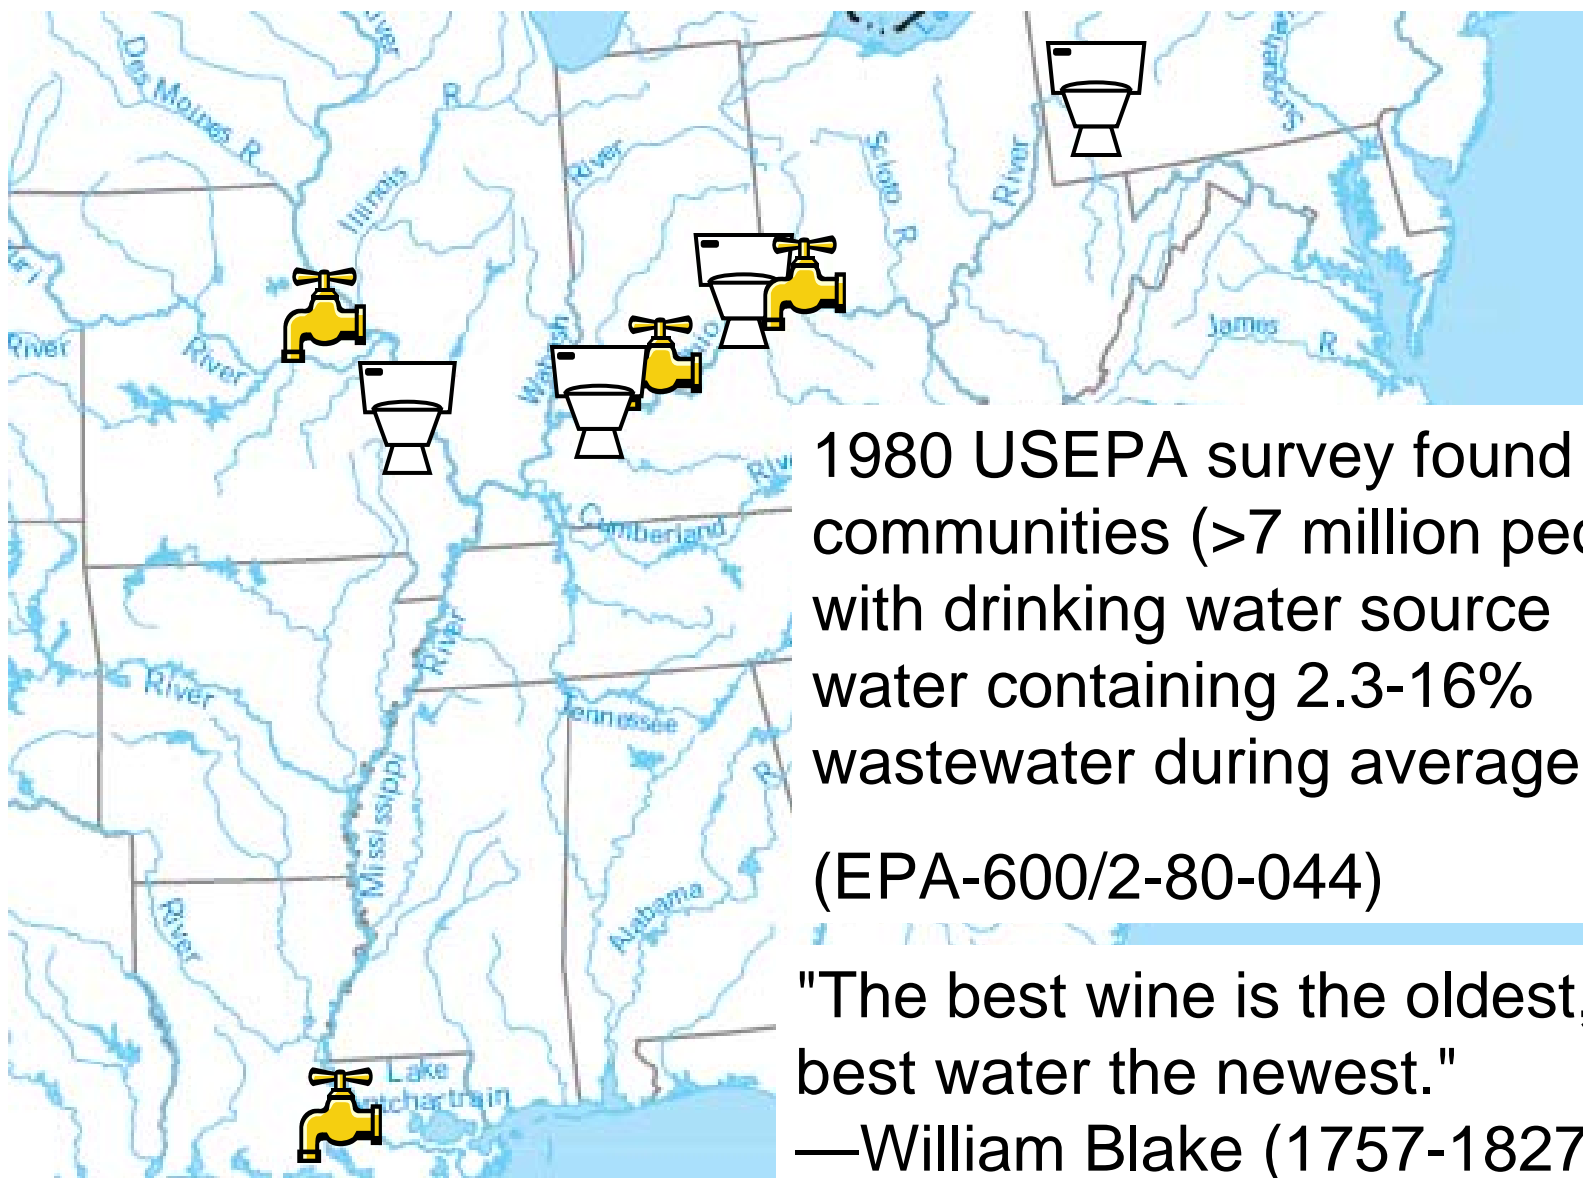 Des Moines R
River
Illinois
R
River
Scioto
R
River
River
River
Wabash
James
R
1980 USEPA survey found
communities (>7 million
with drinking water source
water containing 2.3-16%
wastewater during average
(EPA-600/2-80-044)
Cumberland
River
River
Tennessee
R
Mississippi
River
Alabama
"The best wine is the oldest,
best water the newest."
—William Blake (1757-1827
Lake